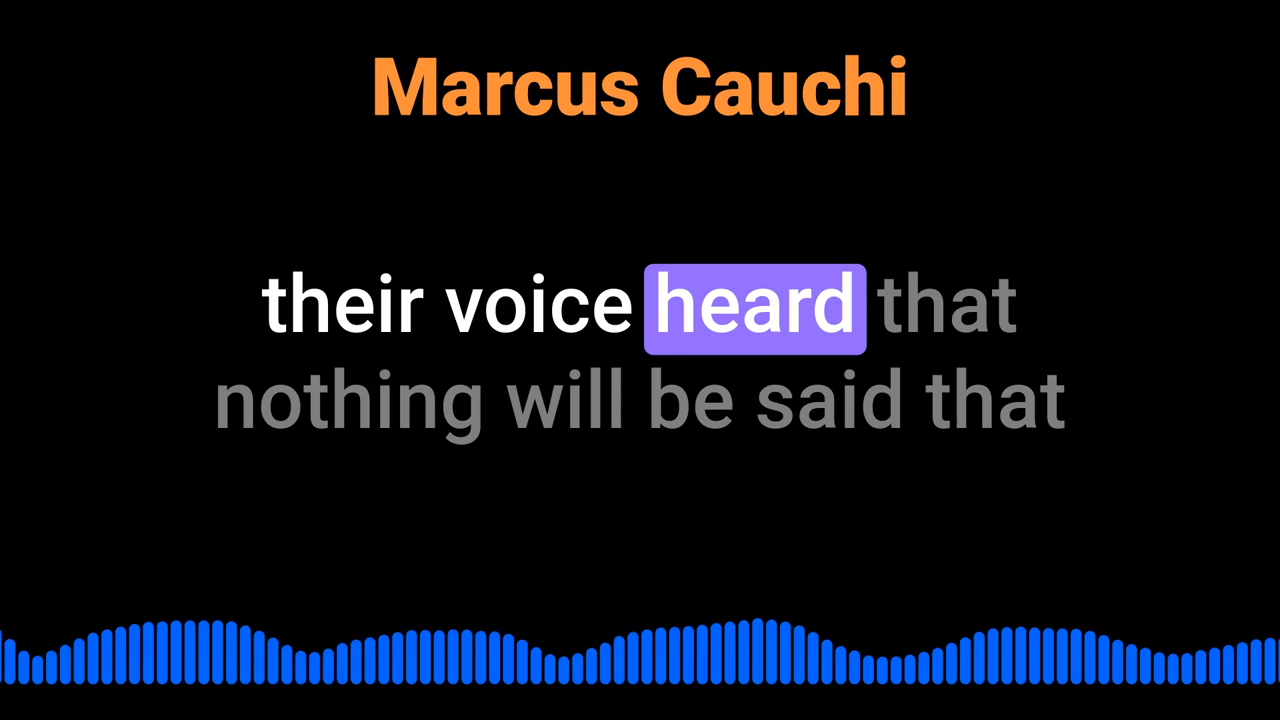 Marcus Cauchi
their voice heard that
nothing will be said that